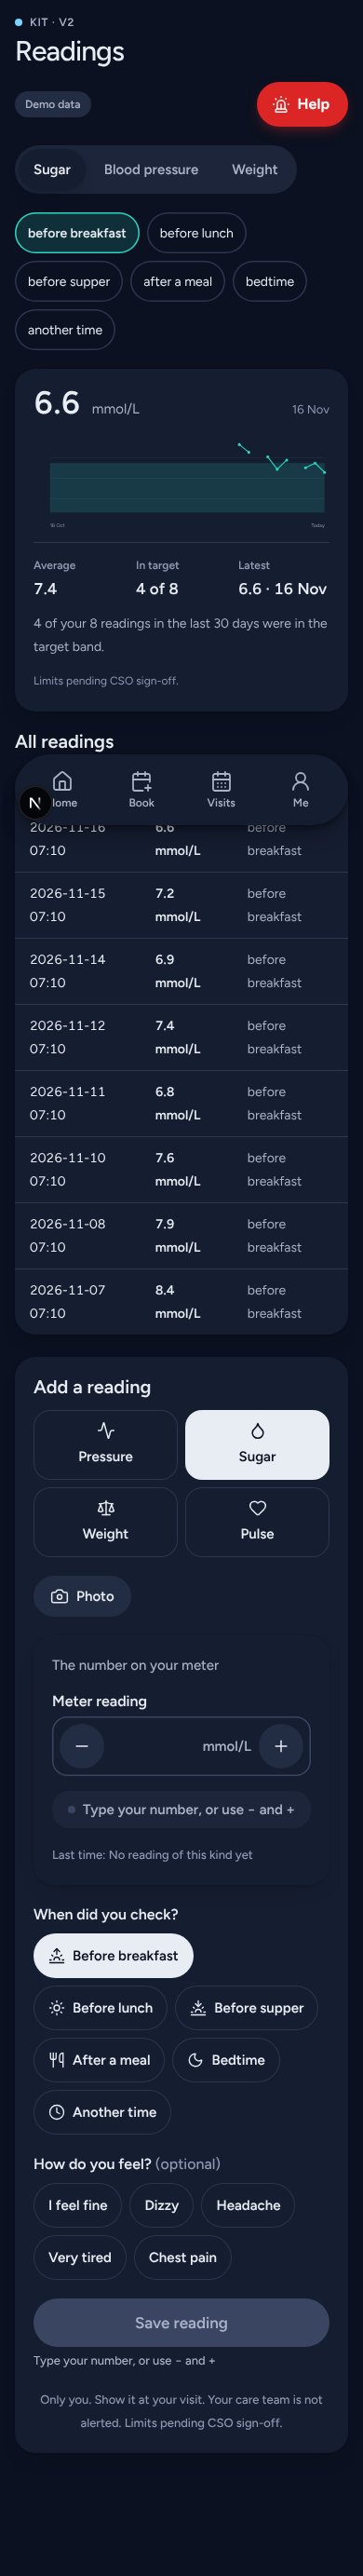 KIT · V2
Readings
Demo data
Help
Sugar
Blood pressure
Weight
before breakfast
before lunch
before supper
after a meal
bedtime
another time
6.6 mmol/L
16 Nov
16 Oct
Today
Average
In target
Latest
7.4
4 of 8
6.6 · 16 Nov
4 of your 8 readings in the last 30 days were in the
target band.
Limits pending CSO sign-off.
All readings
N
ome
Book
Visits
Me
2026-11-16 6.6 before
07:10 mmol/L breakfast
2026-11-15 7.2 before
07:10 mmol/L breakfast
2026-11-14 6.9 before
07:10 mmol/L breakfast
2026-11-12 7.4 before
07:10 mmol/L breakfast
2026-11-11 6.8 before
07:10 mmol/L breakfast
2026-11-10 7.6 before
07:10 mmol/L breakfast
2026-11-08 7.9 before
07:10 mmol/L breakfast
2026-11-07 8.4 before
07:10 mmol/L breakfast
Add a reading
Pressure
Sugar
Weight
Pulse
Photo
The number on your meter
Meter reading
− mmol/L +
Type your number, or use − and +
Last time: No reading of this kind yet
When did you check?
Before breakfast
Before lunch
Before supper
After a meal
Bedtime
Another time
How do you feel? (optional)
I feel fine
Dizzy
Headache
Very tired
Chest pain
Save reading
Type your number, or use − and +
Only you. Show it at your visit. Your care team is not
alerted. Limits pending CSO sign-off.